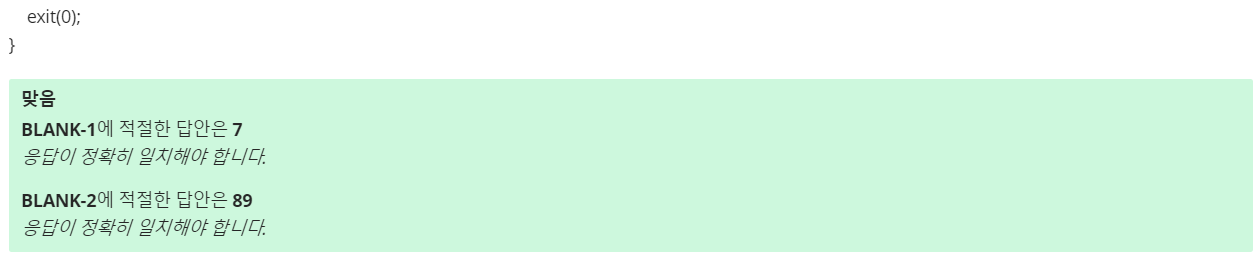 exit(0);
}
맞음
BLANK-1에 적절한 답안은 7
응답이 정확히 일치해야 합니다.
BLANK-2에 적절한 답안은 89
응답이 정확히 일치해야 합니다.